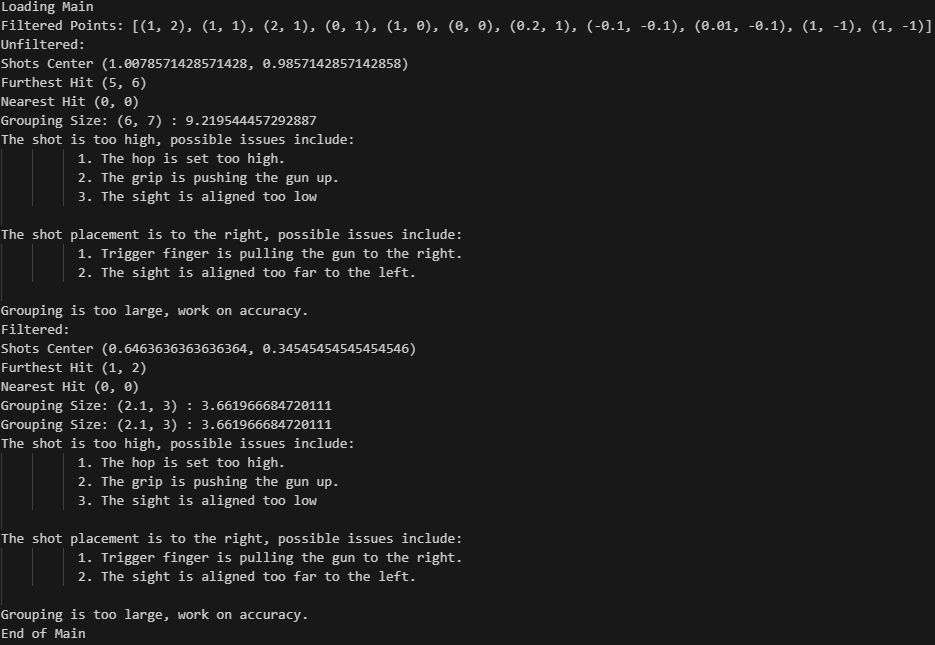 Loading Main
Filtered Points: [(1, 2), (1, 1), (2, 1), (0, 1), (1, 0), (0, 0), (0.2, 1), (-0.1, -0.1), (0.01, -0.1), (1, -1), (1, -1)]
Unfiltered:
Shots Center (1.0078571428571428, 0.9857142857142858)
Furthest Hit (5, 6)
Nearest Hit (0, 0)
Grouping Size: (6, 7) : 9.219544457292887
The shot is too high, possible issues include:
1. The hop is set too high.
2. The grip is pushing the gun up.
3. The sight is aligned too low
The shot placement is to the right, possible issues include:
1. Trigger finger is pulling the gun to the right.
2. The sight is aligned too far to the left.
Grouping is too large, work on accuracy.
Filtered:
Shots Center (0.6463636363636364, 0.34545454545454546)
Furthest Hit (1, 2)
Nearest Hit (0, 0)
Grouping Size: (2.1, 3) : 3.661966684720111
Grouping Size: (2.1, 3) : 3.661966684720111
The shot is too high, possible issues include:
1. The hop is set too high.
2. The grip is pushing the gun up.
3. The sight is aligned too low
The shot placement is to the right, possible issues include:
1. Trigger finger is pulling the gun to the right.
2. The sight is aligned too far to the left.
Grouping is too large, work on accuracy.
End of Main